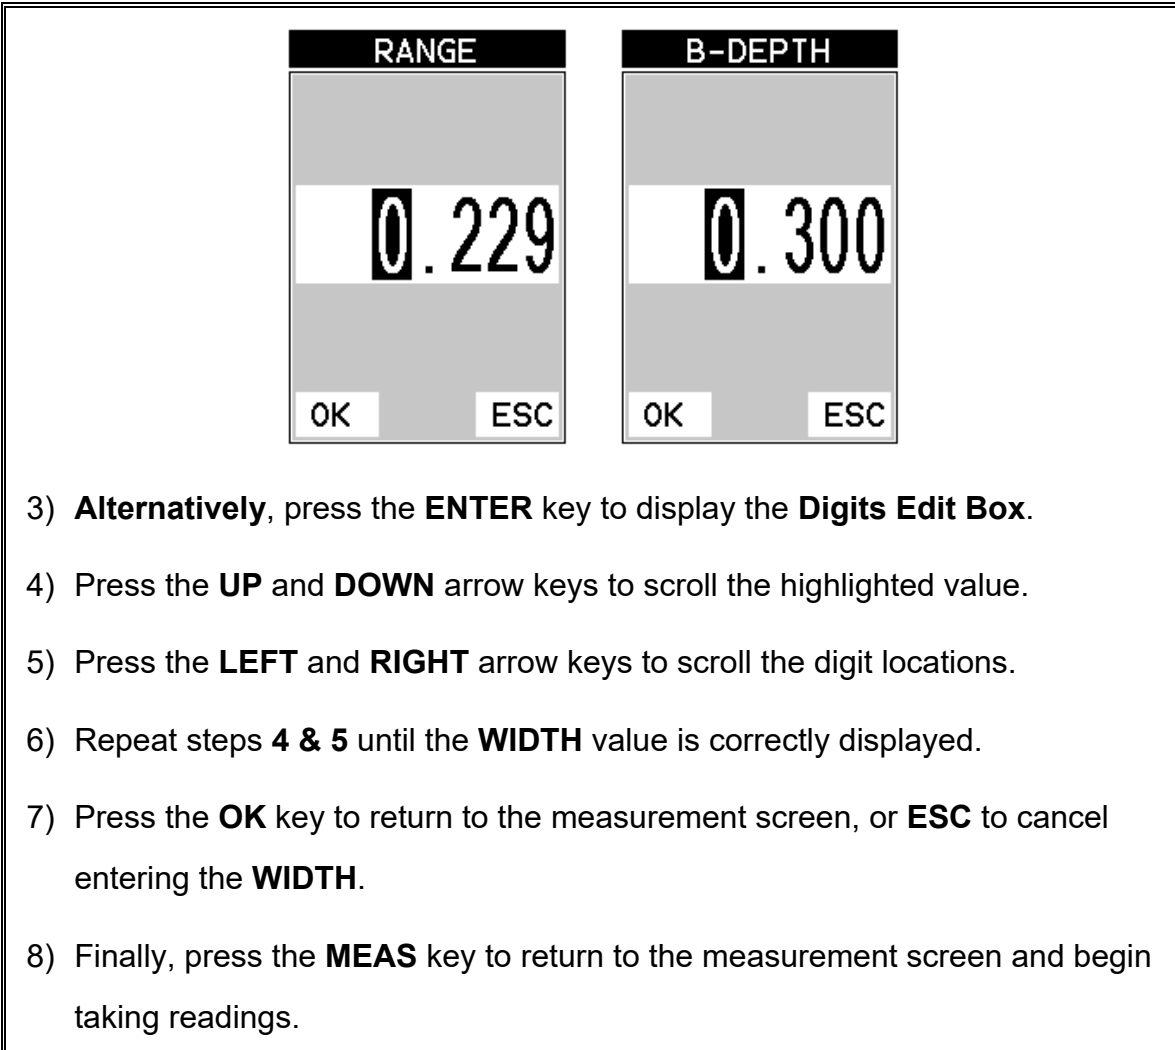 RANGE B-DEPTH
0.229 0.300
OK ESC OK ESC
3) Alternatively, press the ENTER key to display the Digits Edit Box.
4) Press the UP and DOWN arrow keys to scroll the highlighted value.
5) Press the LEFT and RIGHT arrow keys to scroll the digit locations.
6) Repeat steps 4 & 5 until the WIDTH value is correctly displayed.
7) Press the OK key to return to the measurement screen, or ESC to cancel
entering the WIDTH.
8) Finally, press the MEAS key to return to the measurement screen and begin
taking readings.